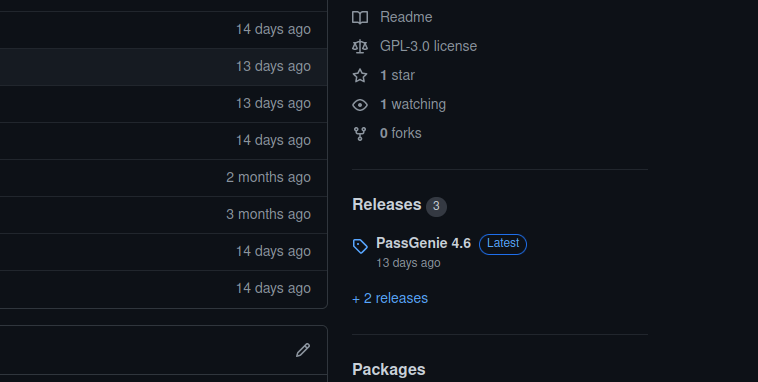 14 days ago
13 days ago
13 days ago
14 days ago
2 months ago
3 months ago
14 days ago
14 days ago
Readme
GPL-3.0 license
1 star
1 watching
0 forks
Releases 3
PassGenie 4.6 Latest
13 days ago
+ 2 releases
Packages